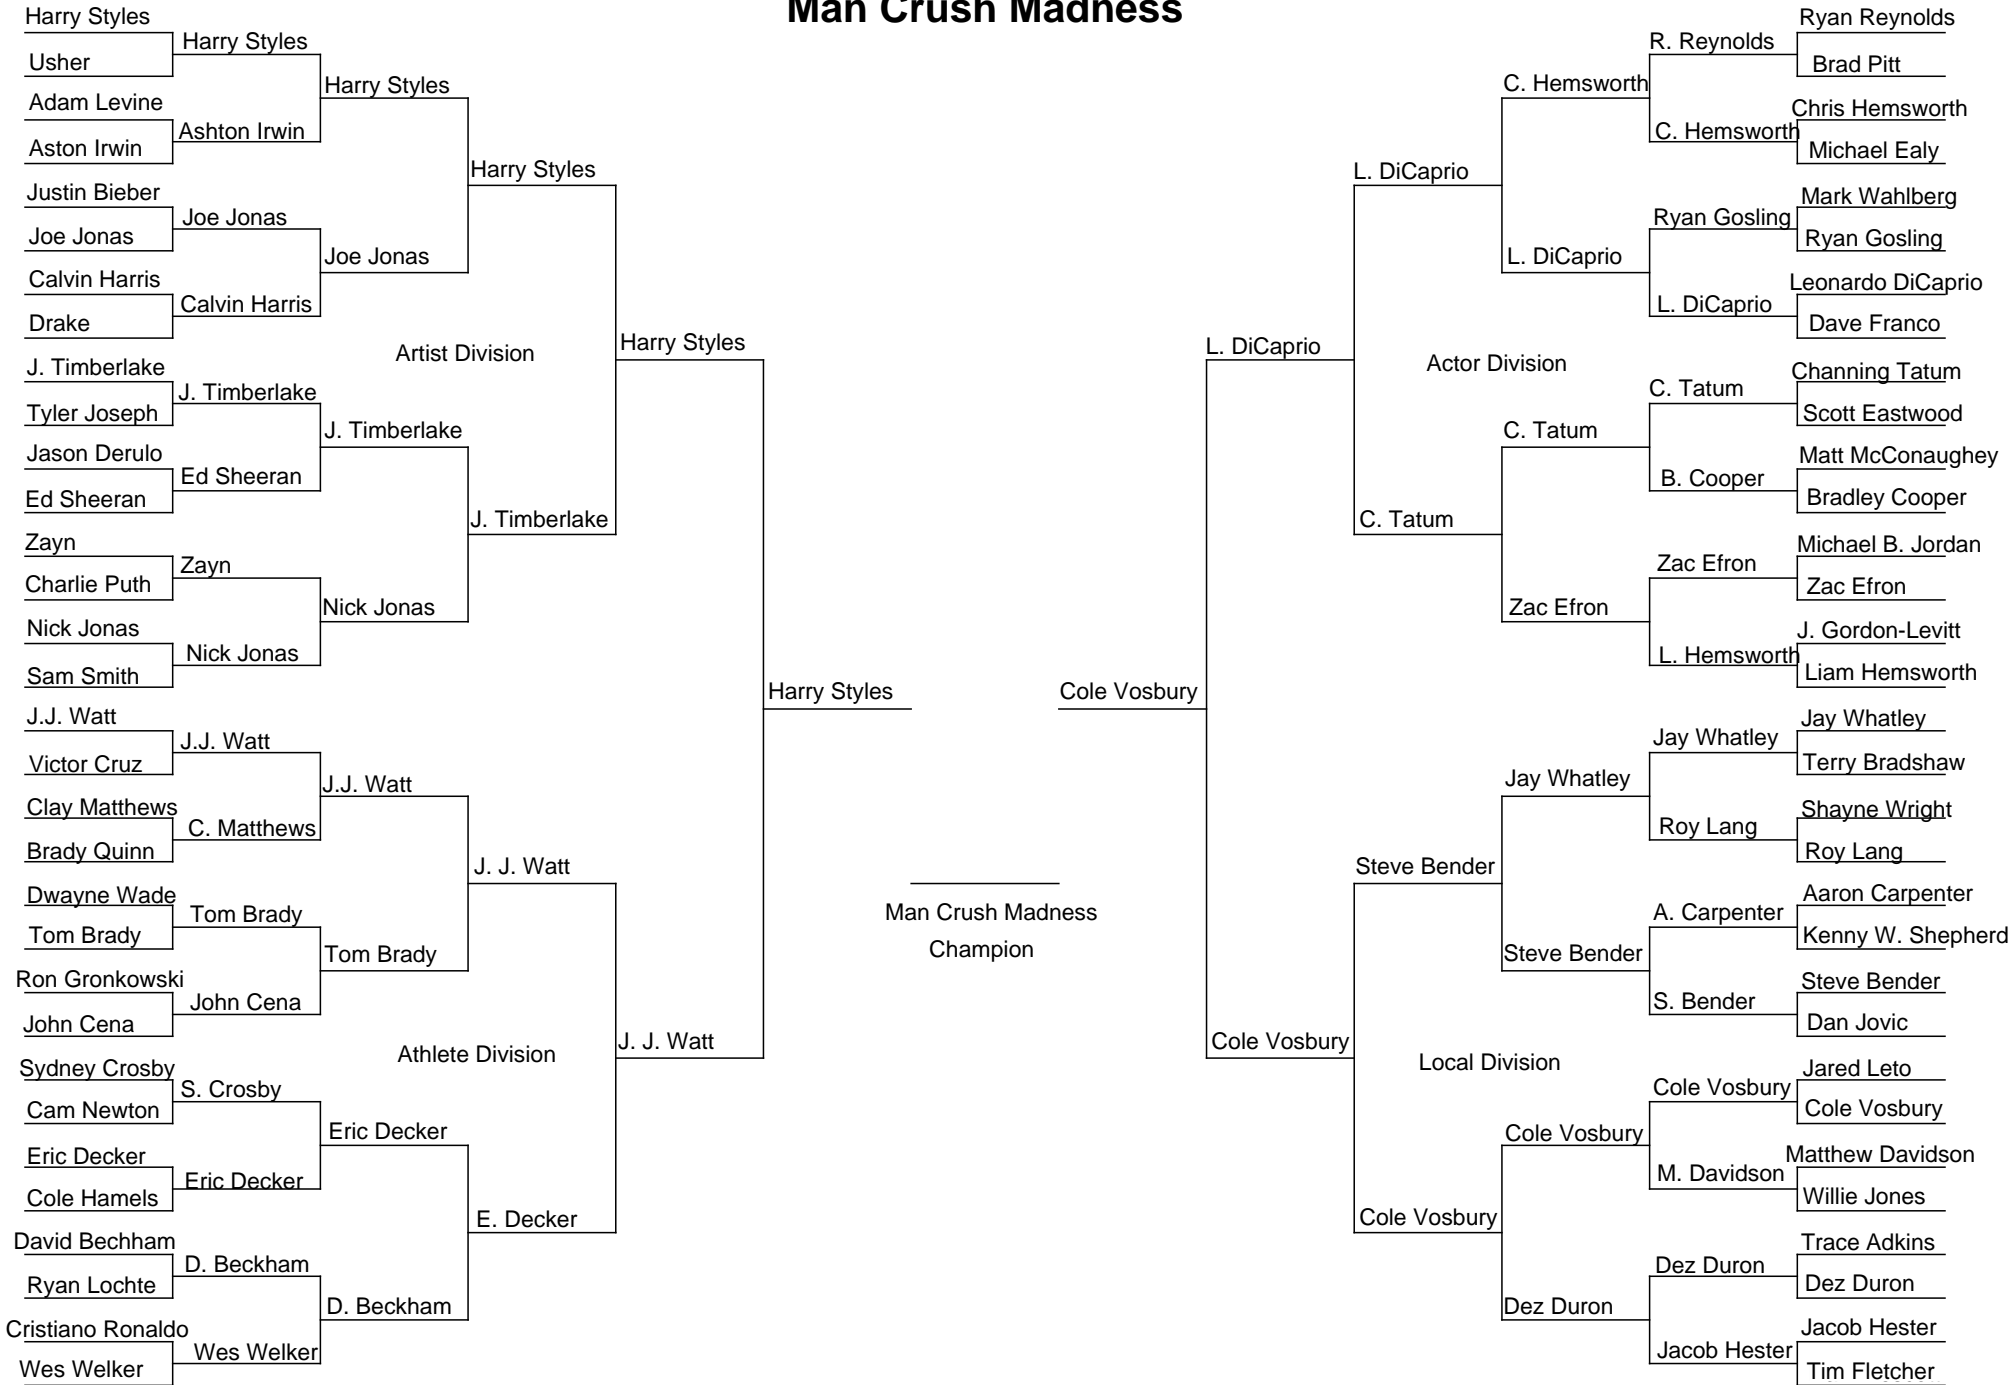 Man Crush Madness
Harry Styles
Usher
Adam Levine
Aston Irwin
Justin Bieber
Joe Jonas
Calvin Harris
Drake
J. Timberlake
Tyler Joseph
Jason Derulo
Ed Sheeran
Zayn
Charlie Puth
Nick Jonas
Sam Smith
J.J. Watt
Victor Cruz
Clay Matthews
Brady Quinn
Dwayne Wade
Tom Brady
Ron Gronkowski
John Cena
Sydney Crosby
Cam Newton
Eric Decker
Cole Hamels
David Bechham
Ryan Lochte
Cristiano Ronaldo
Wes Welker
Harry Styles
Ashton Irwin
Joe Jonas
Calvin Harris
J. Timberlake
Ed Sheeran
Zayn
Nick Jonas
J.J. Watt
C. Matthews
Tom Brady
John Cena
S. Crosby
Eric Decker
D. Beckham
Wes Welker
Harry Styles
Joe Jonas
J. Timberlake
Nick Jonas
J.J. Watt
Tom Brady
Eric Decker
D. Beckham
Harry Styles
Artist Division
J. Timberlake
J. J. Watt
Athlete Division
E. Decker
Harry Styles
J. J. Watt
Harry Styles
Man Crush Madness
Champion
Cole Vosbury
L. DiCaprio
Cole Vosbury
L. DiCaprio
Actor Division
C. Tatum
Steve Bender
Local Division
Cole Vosbury
C. Hemsworth
L. DiCaprio
C. Tatum
Zac Efron
Jay Whatley
Steve Bender
Cole Vosbury
Dez Duron
R. Reynolds
C. Hemsworth
Ryan Gosling
L. DiCaprio
C. Tatum
B. Cooper
Zac Efron
L. Hemsworth
Jay Whatley
Roy Lang
A. Carpenter
S. Bender
Cole Vosbury
M. Davidson
Dez Duron
Jacob Hester
Ryan Reynolds
Brad Pitt
Chris Hemsworth
Michael Ealy
Mark Wahlberg
Ryan Gosling
Leonardo DiCaprio
Dave Franco
Channing Tatum
Scott Eastwood
Matt McConaughey
Bradley Cooper
Michael B. Jordan
Zac Efron
J. Gordon-Levitt
Liam Hemsworth
Jay Whatley
Terry Bradshaw
Shayne Wright
Roy Lang
Aaron Carpenter
Kenny W. Shepherd
Steve Bender
Dan Jovic
Jared Leto
Cole Vosbury
Matthew Davidson
Willie Jones
Trace Adkins
Dez Duron
Jacob Hester
Tim Fletcher